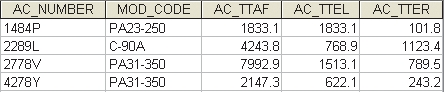 AC_NUMBER MOD_CODE AC_TTAF AC_TTEL AC_TTER
1484P PA23-250 1833.1 1833.1 101.8
2289L C-90A 4243.8 768.9 1123.4
2778V PA31-350 7992.9 1513.1 789.5
4278Y PA31-350 2147.3 622.1 243.2